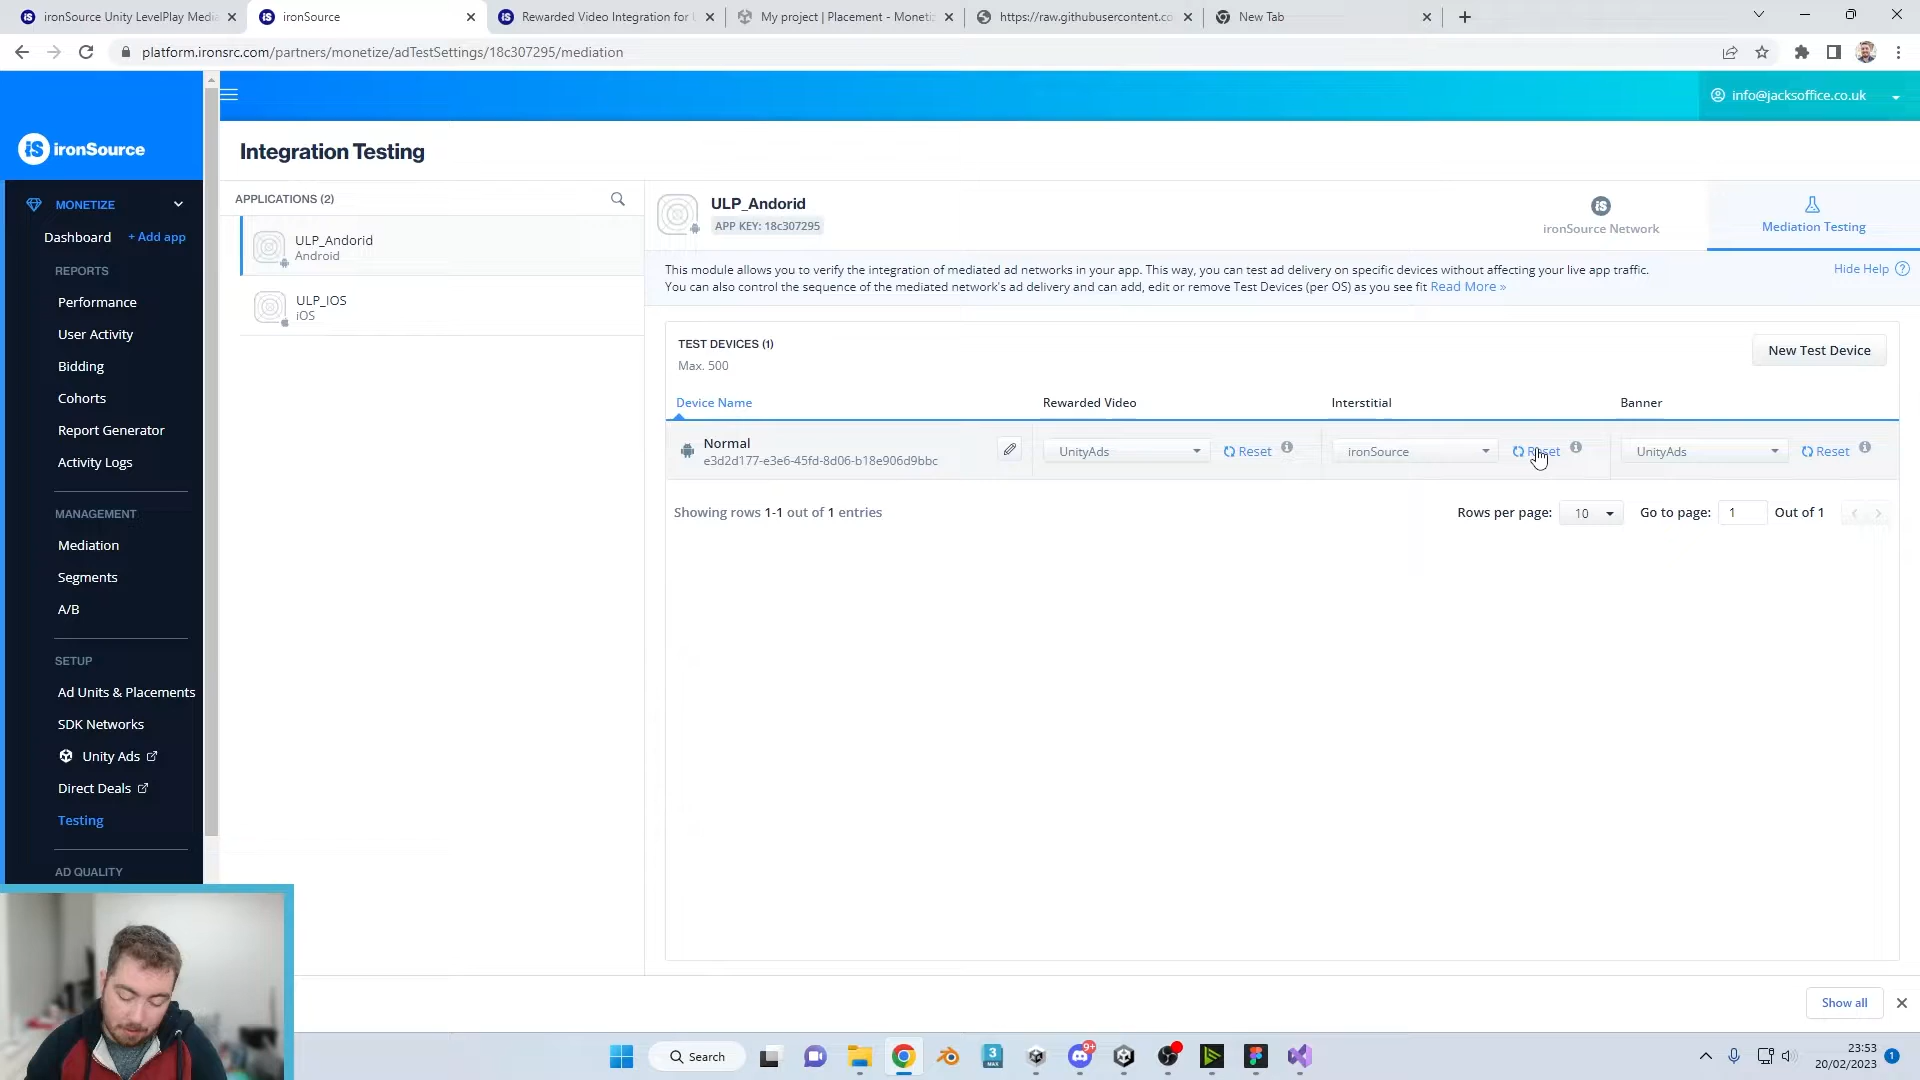 ironSource Unity LevelPlay Media
ironSource
Rewarded Video Integration for U
My project | Placement - Moneti
https://raw.githubusercontent.co
New Tab
platform.ironsrc.com/partners/monetize/adTestSettings/18c307295/mediation
info@jacksoffice.co.uk
ironSource
MONETIZE
Dashboard
+ Add app
REPORTS
Performance
User Activity
Bidding
Cohorts
Report Generator
Activity Logs
MANAGEMENT
Mediation
Segments
A/B
SETUP
Ad Units & Placements
SDK Networks
Unity Ads
Direct Deals
Testing
AD QUALITY
Integration Testing
APPLICATIONS (2)
ULP_Andorid
Android
ULP_IOS
iOS
ULP_Andorid
APP KEY: 18c307295
ironSource Network
Mediation Testing
This module allows you to verify the integration of mediated ad networks in your app. This way, you can test ad delivery on specific devices without affecting your live app traffic.
You can also control the sequence of the mediated network's ad delivery and can add, edit or remove Test Devices (per OS) as you see fit Read More »
Hide Help
TEST DEVICES (1)
Max. 500
New Test Device
Device Name
Rewarded Video
Interstitial
Banner
Normal
e3d2d177-e3e6-45fd-8d06-b18e906d9bbc
UnityAds
Reset
ironSource
Reset
UnityAds
Reset
Showing rows 1-1 out of 1 entries
Rows per page: 10
Go to page: 1
Out of 1
Show all
Search
3
MAX
9+
23:53
20/02/2023
1